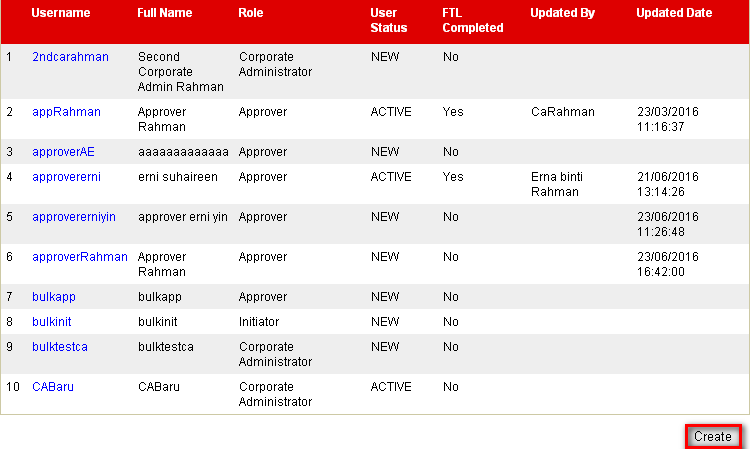 Username Full Name Role User Status FTL Completed Updated By Updated Date
1 2ndcarahman Second Corporate Admin Rahman Corporate Administrator NEW No
2 appRahman Approver Rahman Approver ACTIVE Yes CaRahman 23/03/2016 11:16:37
3 approverAE aaaaaaaaaaaaa Approver NEW No
4 approvererni erni suhaireen Approver ACTIVE Yes Erna binti Rahman 21/06/2016 13:14:26
5 approvererniyin approver erni yin Approver NEW No 23/06/2016 11:26:48
6 approverRahman Approver Rahman Approver NEW No 23/06/2016 16:42:00
7 bulkapp bulkapp Approver NEW No
8 bulkinit bulkinit Initiator NEW No
9 bulktestca bulktestca Corporate Administrator NEW No
10 CABaru CABaru Corporate Administrator ACTIVE No
Create